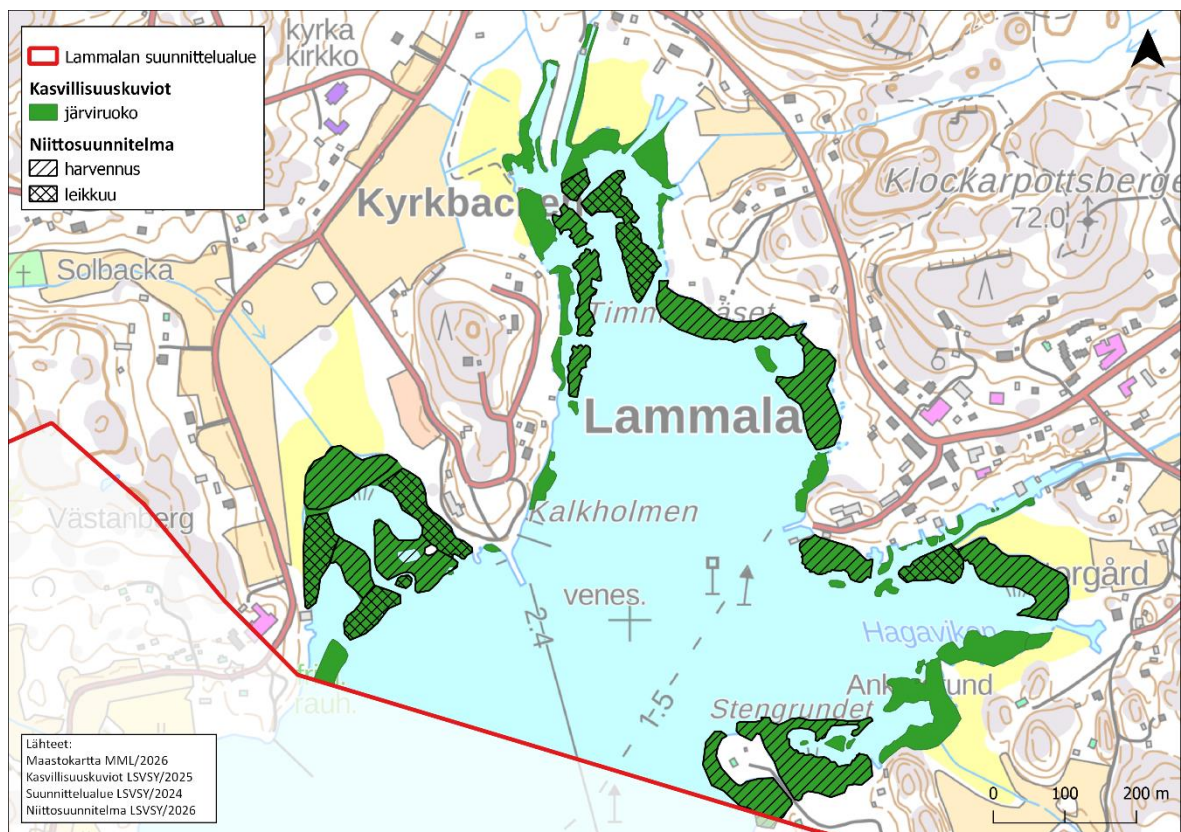 Lammalan suunnittelualue
Kasvillisuuskuviot
järviruoko
Niittosuunnitelma
harvennus
leikkuu
kyrka
kirkko
Klockarpottsberge
72.0
Solbacka
Lammala
Kalkholmen
Västanberg
venes.
2.4
1.5
Hagaviken
Stengrundet
rauh.
Lähteet:
Maastokartta MML/2026
Kasvillisuuskuviot LSVSY/2025
Suunnittelualue LSVSY/2024
Niittosuunnitelma LSVSY/2026
0 100 200 m